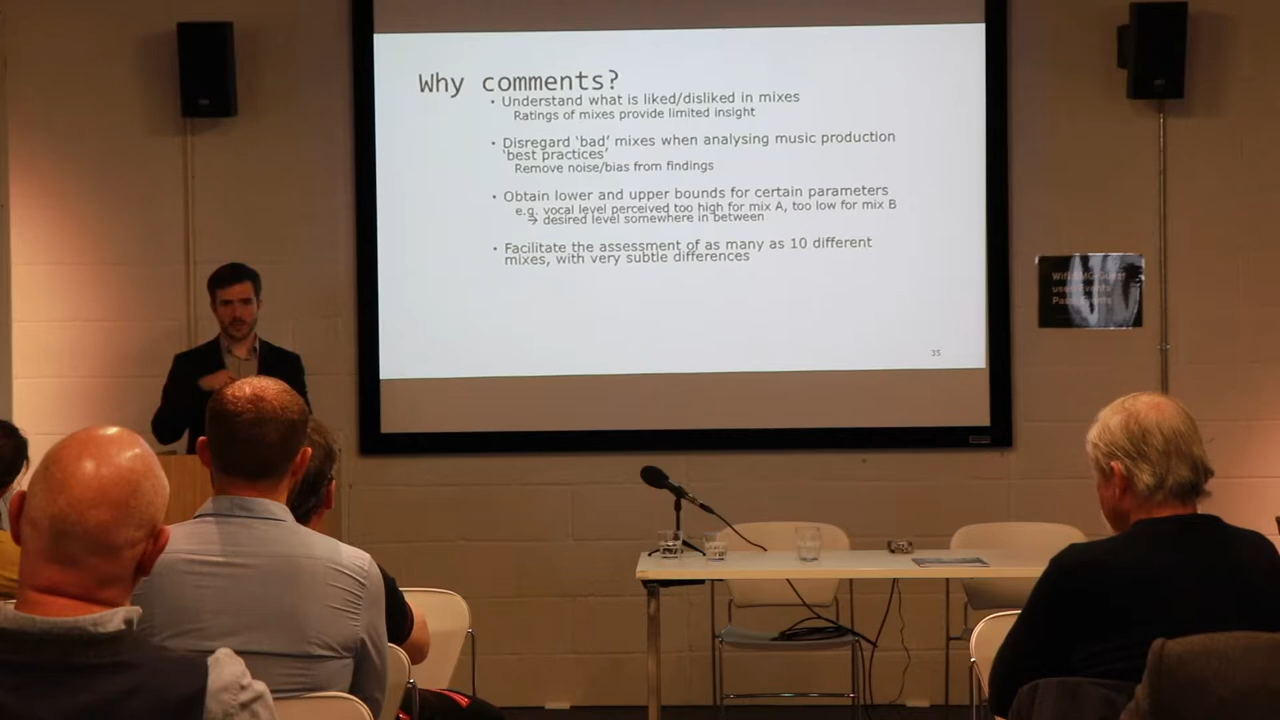 Why comments?
• Understand what is liked/disliked in mixes
Ratings of mixes provide limited insight
• Disregard ‘bad’ mixes when analysing music production
‘best practices’
Remove noise/bias from findings
• Obtain lower and upper bounds for certain parameters
e.g. vocal level perceived too high for mix A, too low for mix B
→ desired level somewhere in between
• Facilitate the assessment of as many as 10 different
mixes, with very subtle differences
35